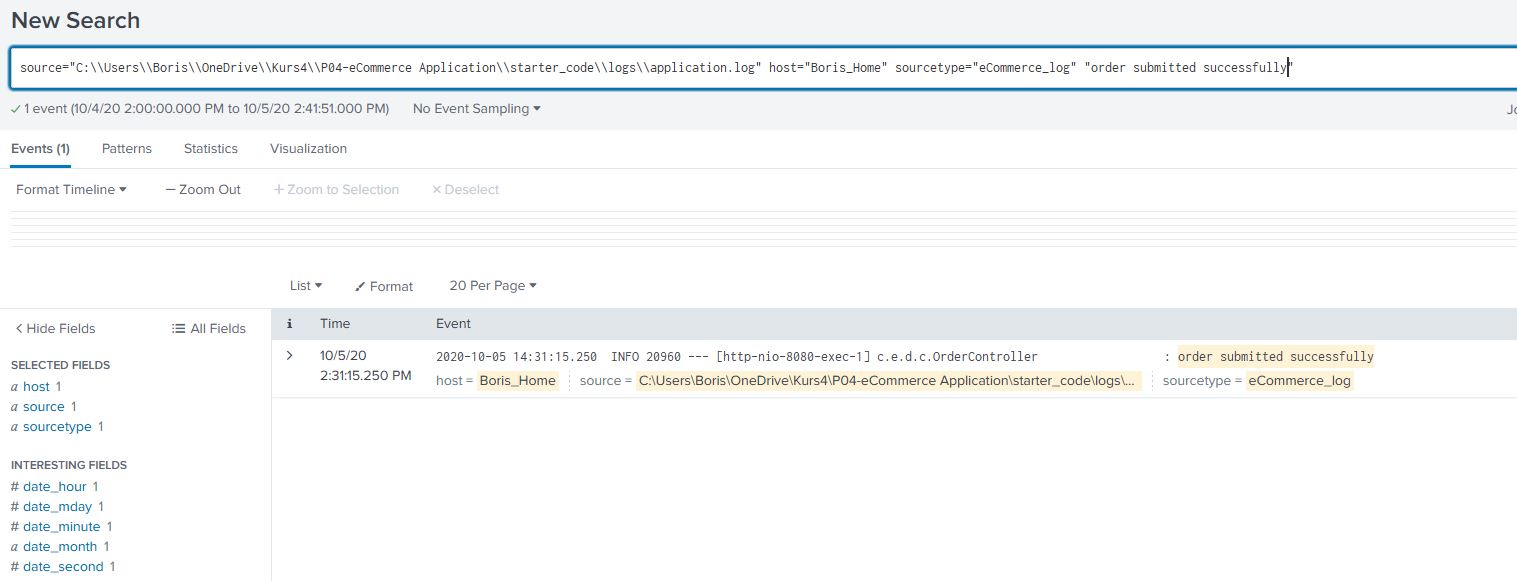 New Search
source="C:\\Users\\Boris\\OneDrive\\Kurs4\\P04-eCommerce Application\\starter_code\\logs\\application.log" host="Boris_Home" sourcetype="eCommerce_log" "order submitted successfully"
✓ 1 event (10/4/20 2:00:00.000 PM to 10/5/20 2:41:51.000 PM) No Event Sampling ▾
Events (1) Patterns Statistics Visualization
Format Timeline ▾ — Zoom Out + Zoom to Selection × Deselect
List ▾ Format 20 Per Page ▾
< Hide Fields All Fields
i Time Event
SELECTED FIELDS
a host 1
a source 1
a sourcetype 1
INTERESTING FIELDS
# date_hour 1
# date_mday 1
# date_minute 1
a date_month 1
# date_second 1
> 10/5/20
2:31:15.250 PM
2020-10-05 14:31:15.250 INFO 20960 --- [http-nio-8080-exec-1] c.e.d.c.OrderController : order submitted successfully
host = Boris_Home source = C:\Users\Boris\OneDrive\Kurs4\P04-eCommerce Application\starter_code\logs\... sourcetype = eCommerce_log